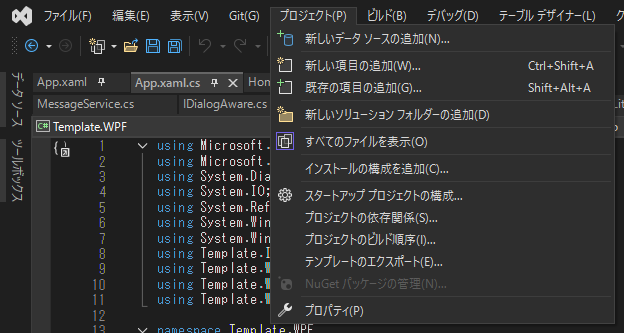 ファイル(F) 編集(E) 表示(V) Git(G) プロジェクト(P) ビルド(B) デバッグ(D) テーブル デザイナー(L)
新しいデータ ソースの追加(N)...
新しい項目の追加(W)... Ctrl+Shift+A
既存の項目の追加(G)... Shift+Alt+A
新しいソリューション フォルダーの追加(D)
すべてのファイルを表示(O)
インストールの構成を追加(C)...
スタートアップ プロジェクトの構成...
プロジェクトの依存関係(S)...
プロジェクトのビルド順序(I)...
テンプレートのエクスポート(E)...
NuGet パッケージの管理(N)...
プロパティ(P)
データ ソース
ツールボックス
App.xaml App.xaml.cs Hom
MessageService.cs IDialogAware.cs
C# Template.WPF
1 using Microsoft.
2 using Microsoft.
3 using System.Dia
4 using System.IO;
5 using System.Ref
6 using System.Win
7 using System.Win
8 using Template.I
9 using Template.
10 using Template.
11 using Template.
12
13 namespace Template.WPF